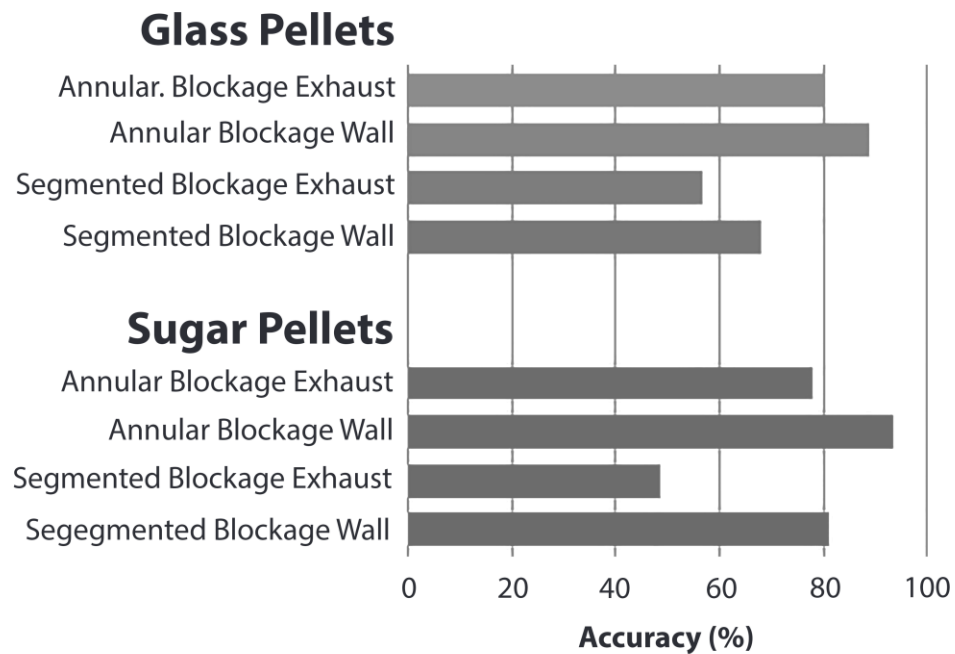 Glass Pellets
Annular. Blockage Exhaust
Annular Blockage Wall
Segmented Blockage Exhaust
Segmented Blockage Wall
Sugar Pellets
Annular Blockage Exhaust
Annular Blockage Wall
Segmented Blockage Exhaust
Segegmented Blockage Wall
0 20 40 60 80 100
Accuracy (%)